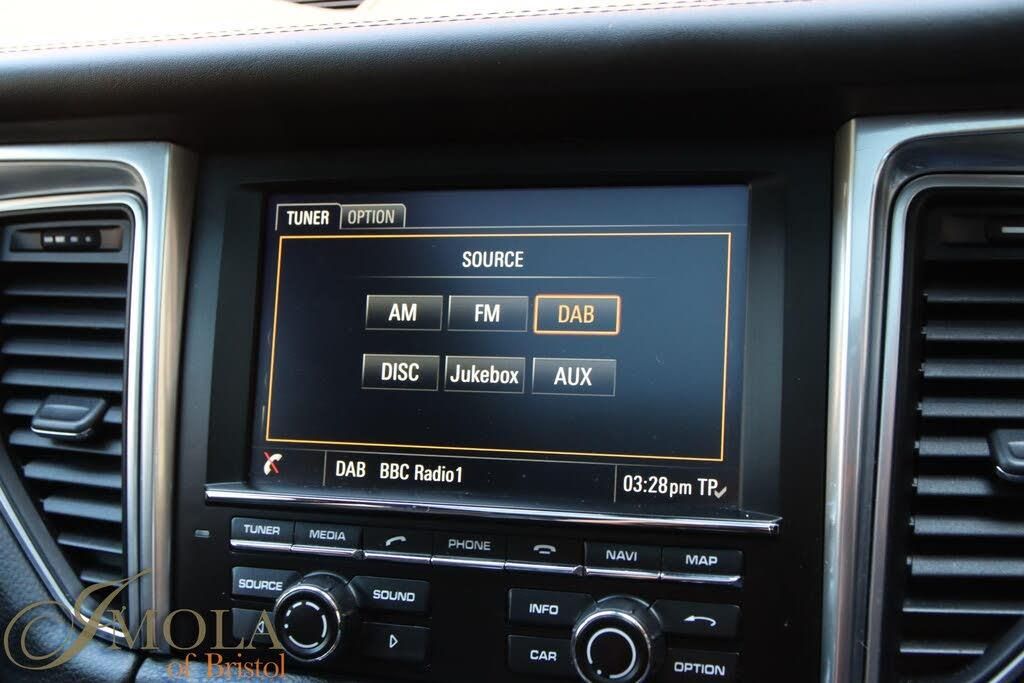 TUNER OPTION
SOURCE
AM FM DAB
DISC Jukebox AUX
DAB BBC Radio1 03:28pm TP
TUNER MEDIA PHONE NAVI MAP
SOURCE SOUND INFO
CAR OPTION
IMOLA
of Bristol